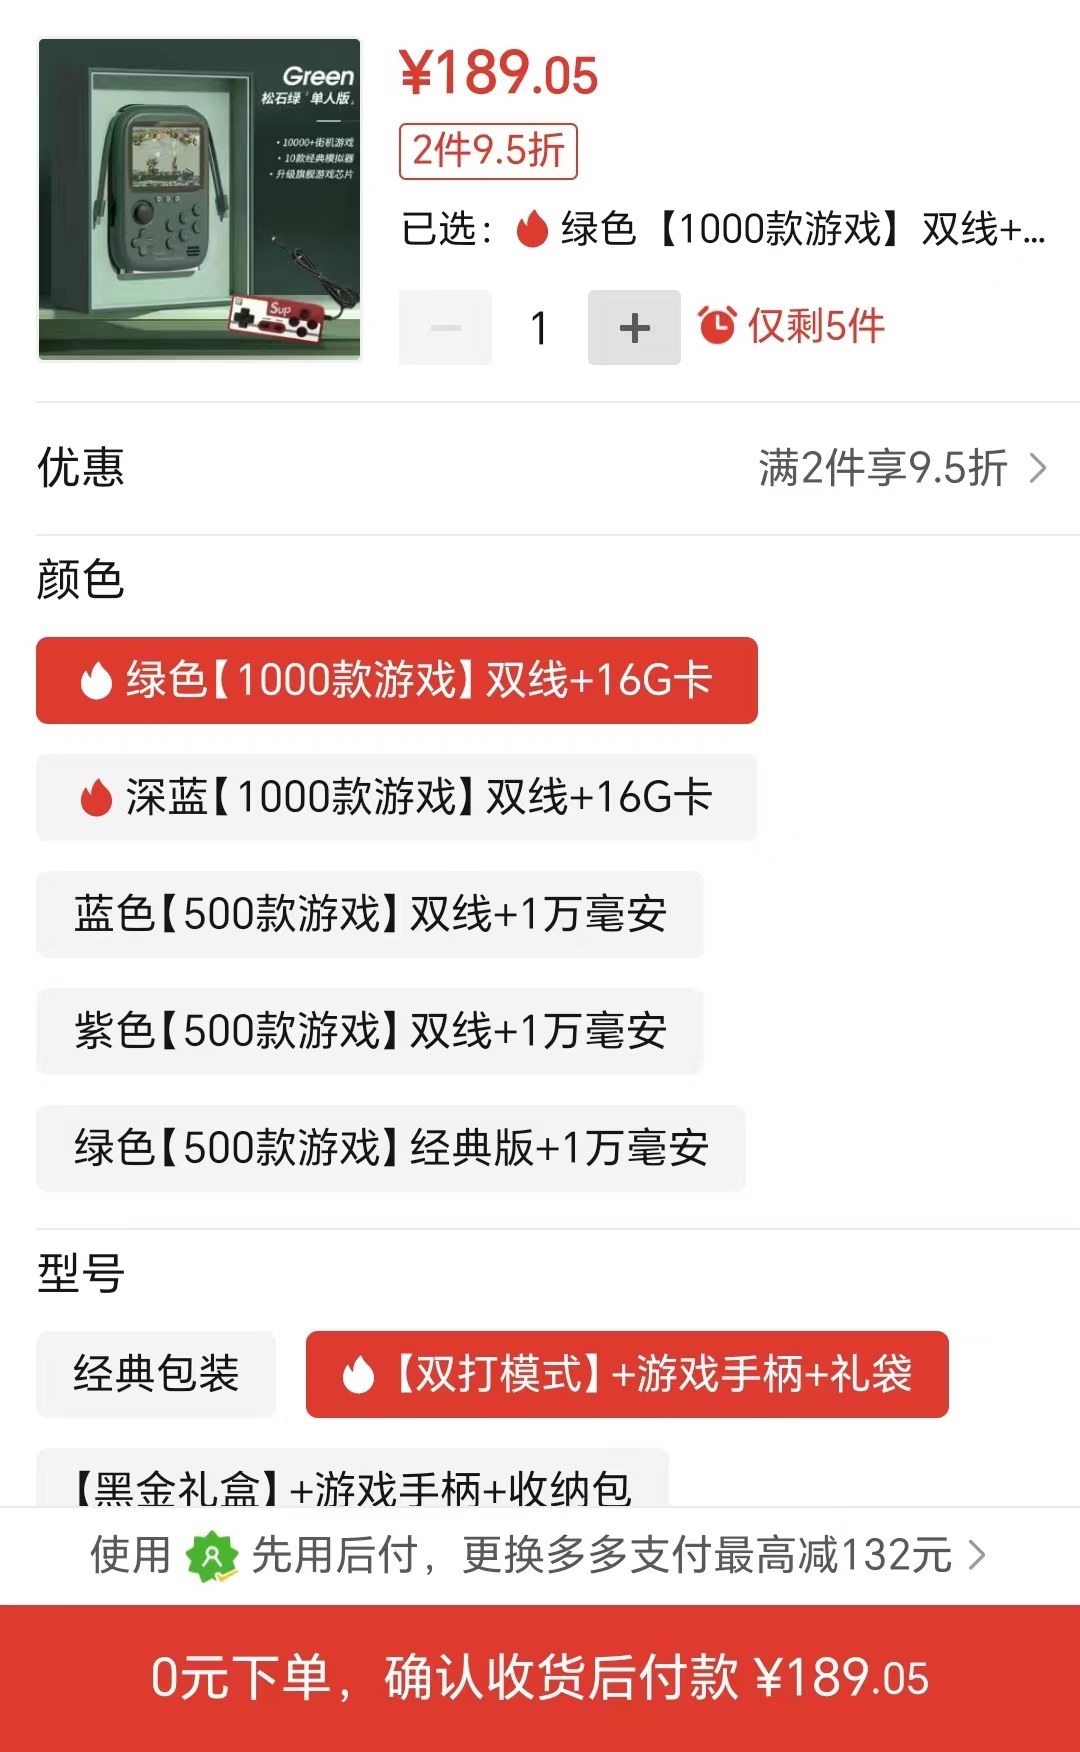 Green
松石绿「单人版」
·10000+街机游戏
·10款经典模拟器
·升级旗舰游戏芯片
Sup
¥189.05
2件9.5折
已选：绿色【1000款游戏】双线+...
1
仅剩5件
优惠
满2件享9.5折
颜色
绿色【1000款游戏】双线+16G卡
深蓝【1000款游戏】双线+16G卡
蓝色【500款游戏】双线+1万毫安
紫色【500款游戏】双线+1万毫安
绿色【500款游戏】经典版+1万毫安
型号
经典包装
【双打模式】+游戏手柄+礼袋
【黑金礼盒】+游戏手柄+收纳包
使用 先用后付，更换多多支付最高减132元
0元下单，确认收货后付款 ¥189.05